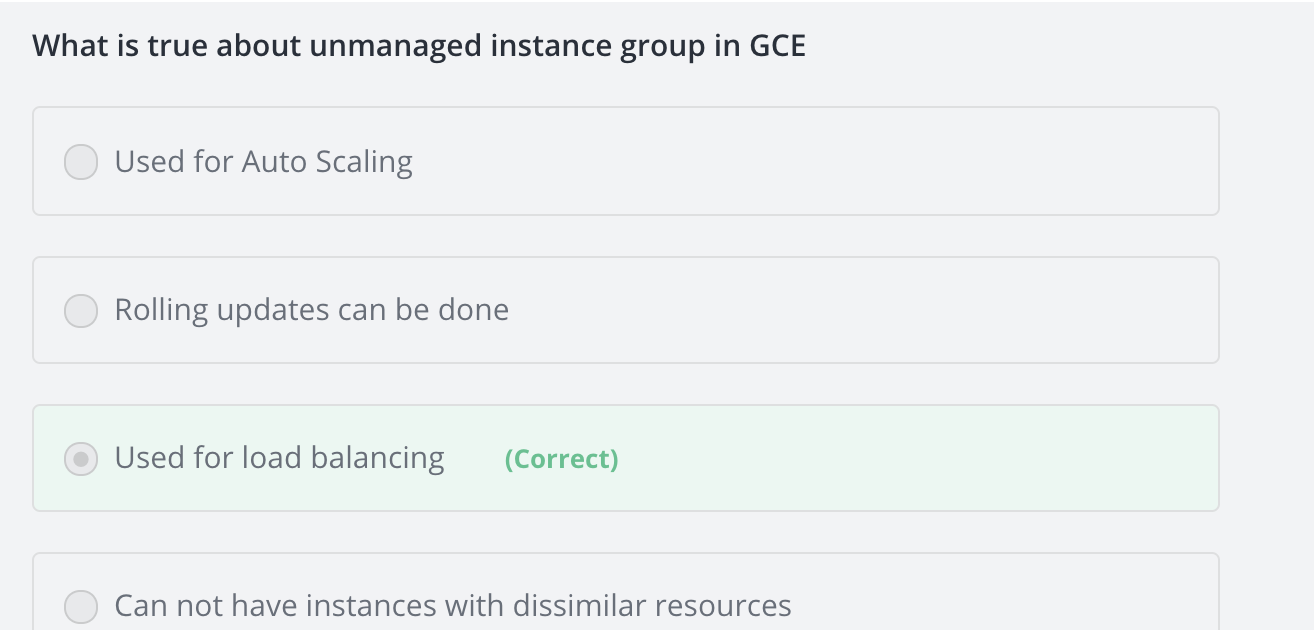 What is true about unmanaged instance group in GCE
Used for Auto Scaling
Rolling updates can be done
Used for load balancing (Correct)
Can not have instances with dissimilar resources